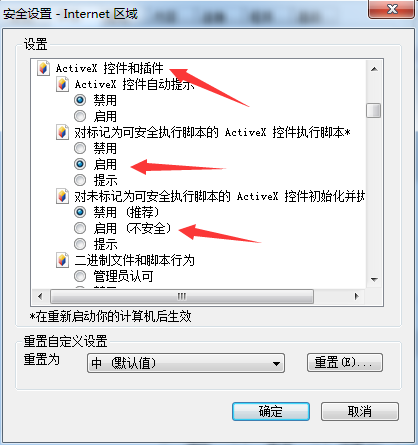 安全设置 - Internet 区域
设置
ActiveX 控件和插件
ActiveX 控件自动提示
禁用
启用
对标记为可安全执行脚本的 ActiveX 控件执行脚本*
禁用
启用
提示
对未标记为可安全执行脚本的 ActiveX 控件初始化并执
禁用（推荐）
启用（不安全）
提示
二进制文件和脚本行为
管理员认可
*在重新启动你的计算机后生效
重置自定义设置
重置为
中（默认值）
重置(E)...
确定
取消